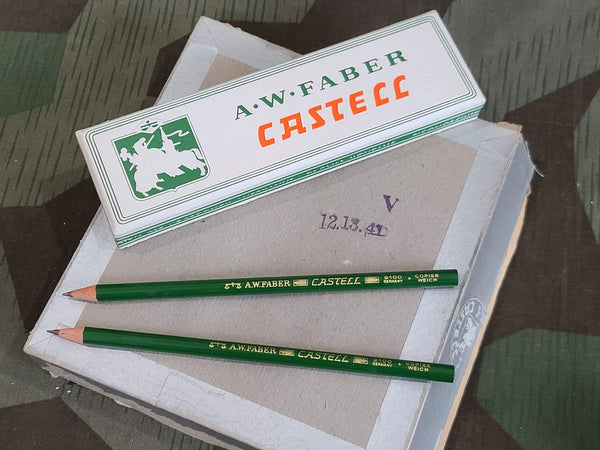 A·W·FABER
CASTELL
V
12.13.41
A.W.FABER CASTELL 9100 GERMANY • COPIER WEICH
A.W.FABER CASTELL 9100 GERMANY • COPIER WEICH